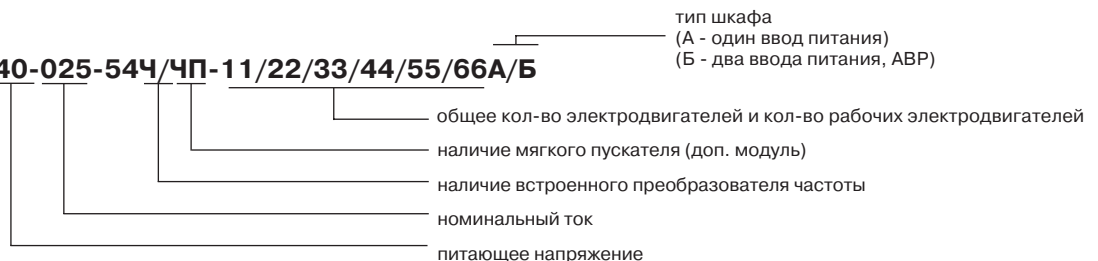 тип шкафа
(А - один ввод питания)
(Б - два ввода питания, АВР)
40-025-54Ч/ЧП-11/22/33/44/55/66А/Б
общее кол-во электродвигателей и кол-во рабочих электродвигателей
наличие мягкого пускателя (доп. модуль)
наличие встроенного преобразователя частоты
номинальный ток
питающее напряжение